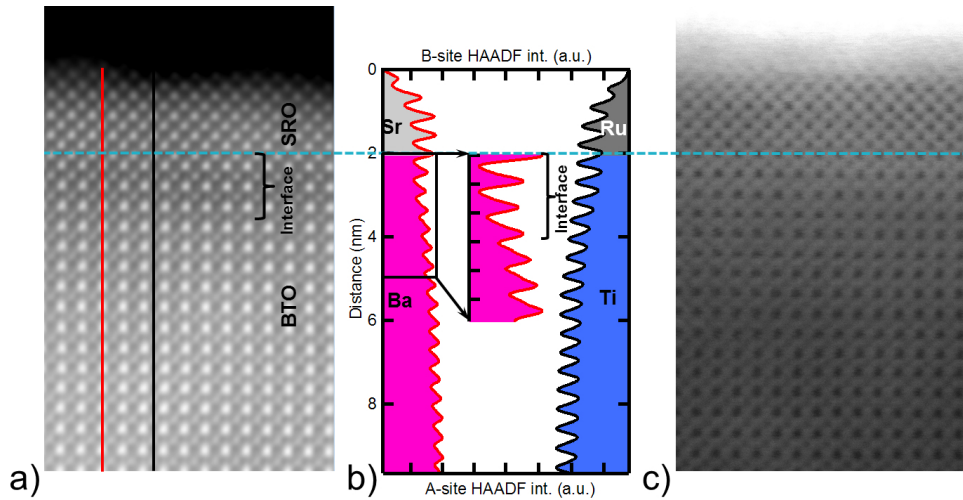 B-site HAADF int. (a.u.)
SRO
Interface
BTO
a)
0
2
4
6
8
Distance (nm)
Sr
Ru
Interface
Ba
Ti
b)
A-site HAADF int. (a.u.)
c)